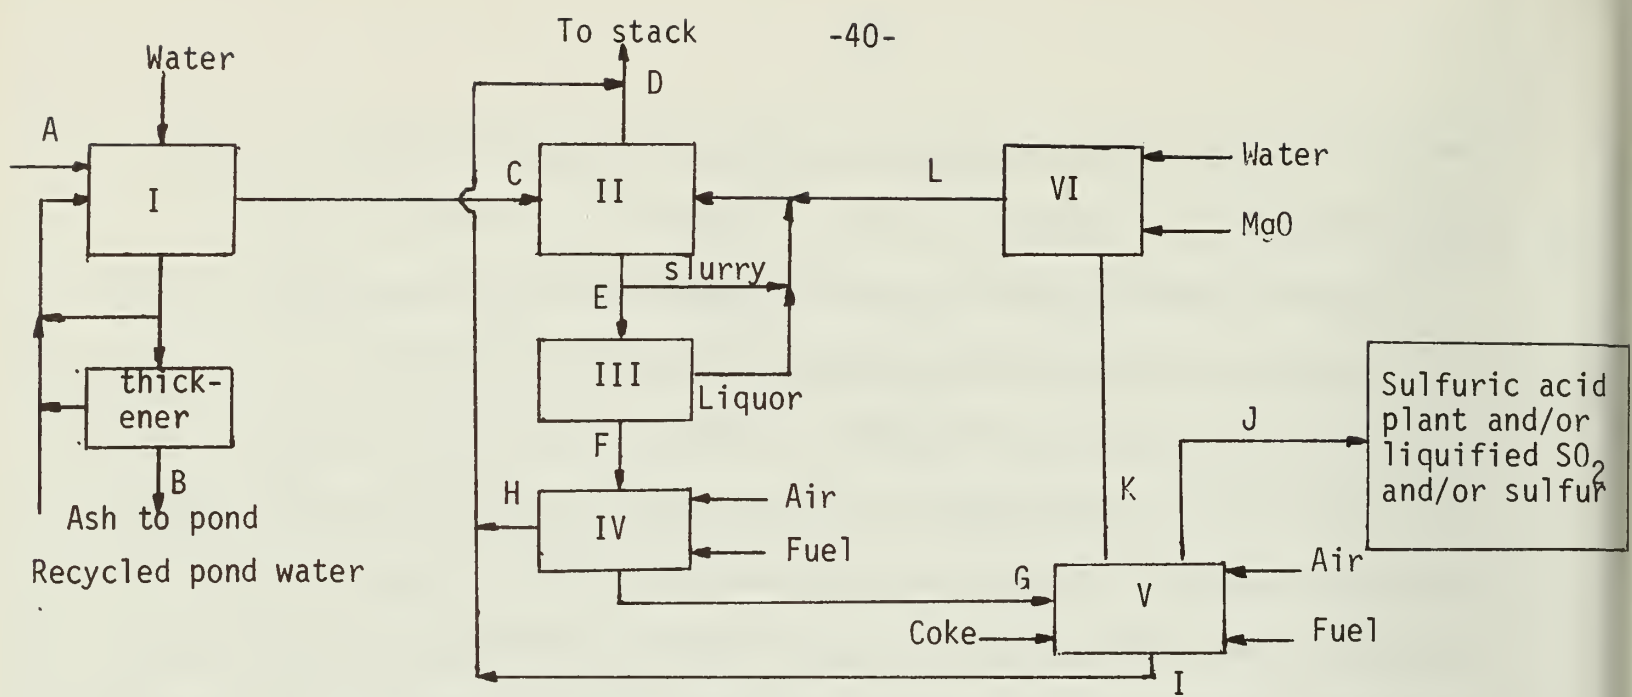 -40-
To stack
Water
D
A
I
C
II
L
VI
Water
MgO
slurry
E
thick-
ener
III
Liquor
Sulfuric acid
plant and/or
liquified SO2
and/or sulfur
J
F
B
Ash to pond
Recycled pond water
H
IV
Air
Fuel
K
G
V
Air
Fuel
Coke
I